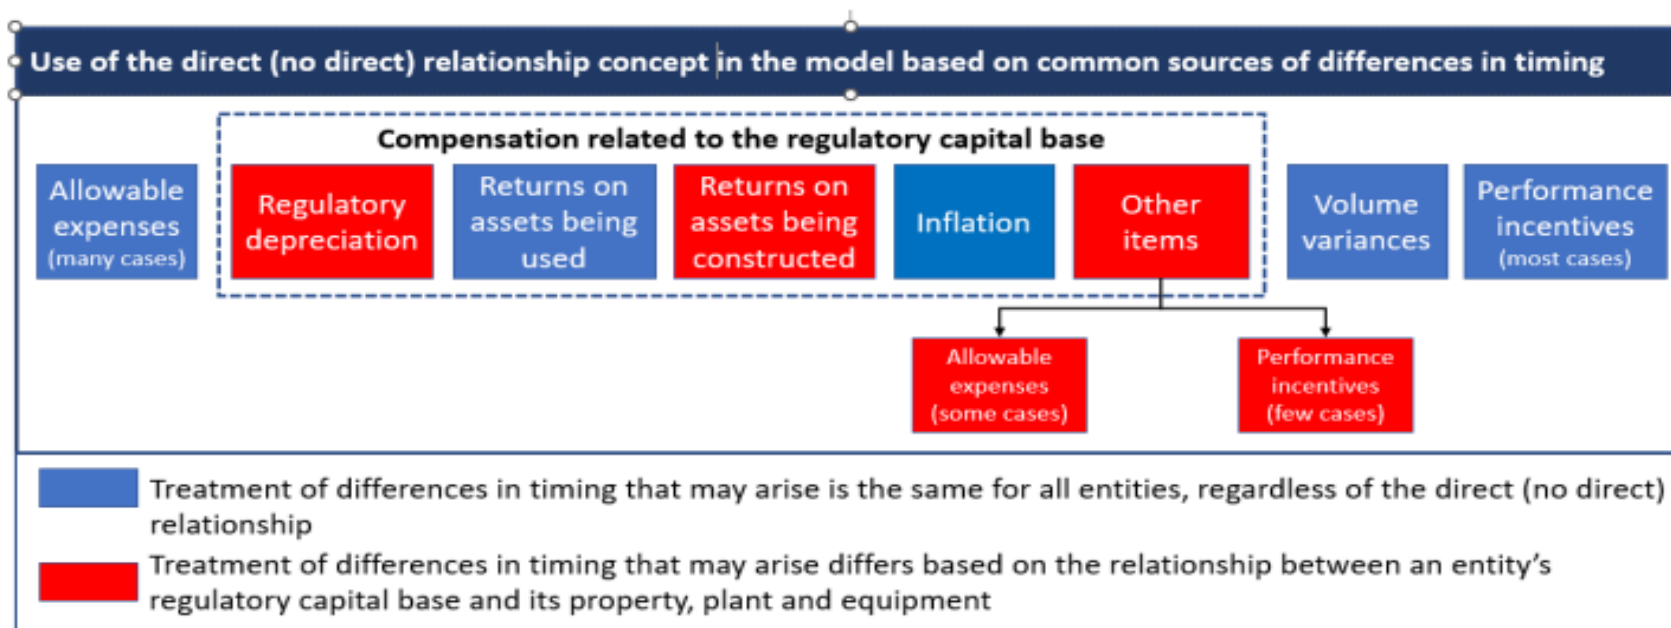 Use of the direct (no direct) relationship concept in the model based on common sources of differences in timing
Compensation related to the regulatory capital base
Allowable
expenses
(many cases)
Regulatory
depreciation
Returns on
assets being
used
Returns on
assets being
constructed
Inflation
Other
items
Volume
variances
Performance
incentives
(most cases)
Allowable
expenses
(some cases)
Performance
incentives
(few cases)
Treatment of differences in timing that may arise is the same for all entities, regardless of the direct (no direct)
relationship
Treatment of differences in timing that may arise differs based on the relationship between an entity's
regulatory capital base and its property, plant and equipment